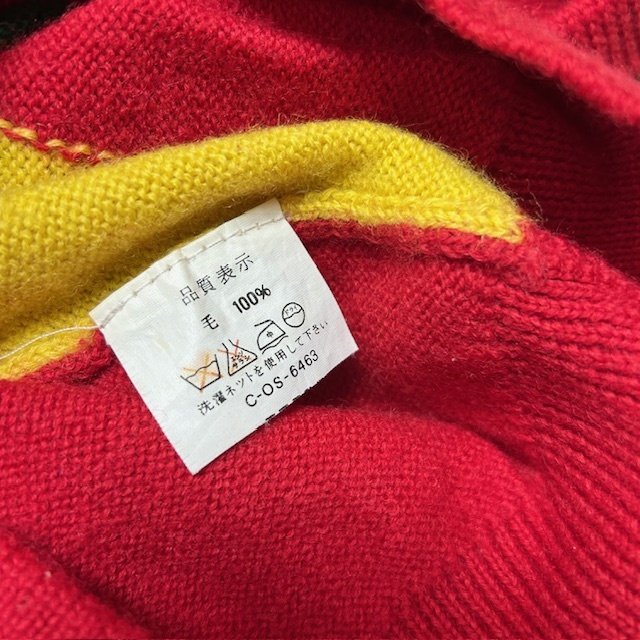 品質表示
毛 100%
洗濯ネットを使用して下さい
C-OS-6463